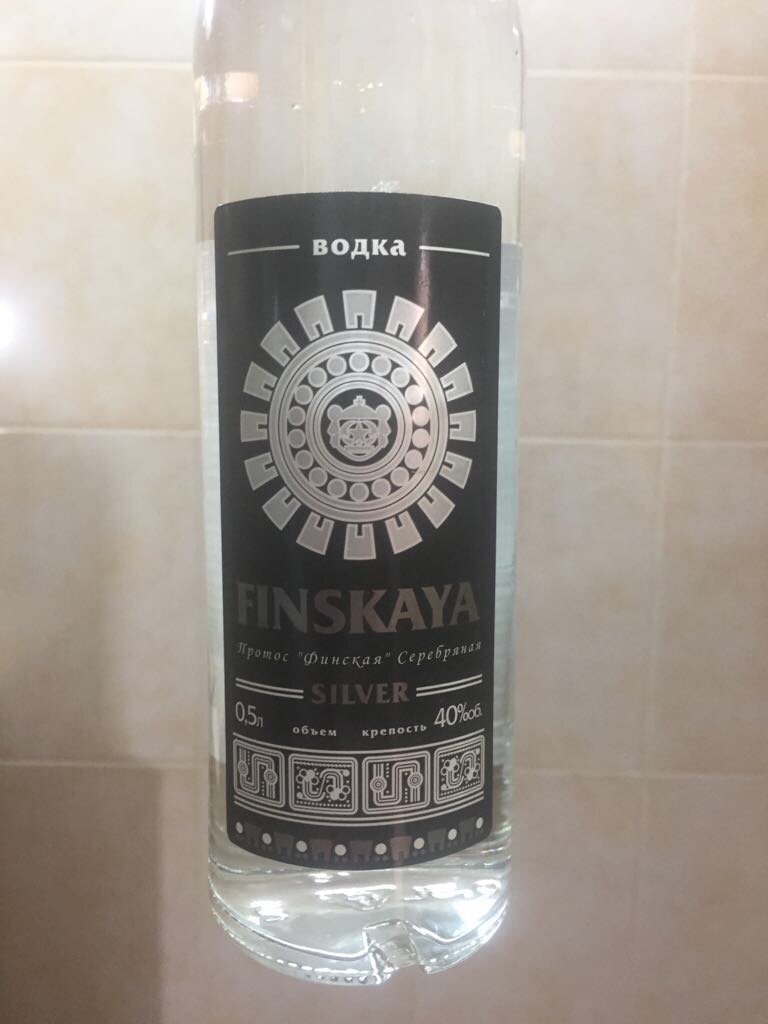 водка
FINSKAYA
Протос "Финская" Серебряная
SILVER
0,5л объем крепость 40%об.